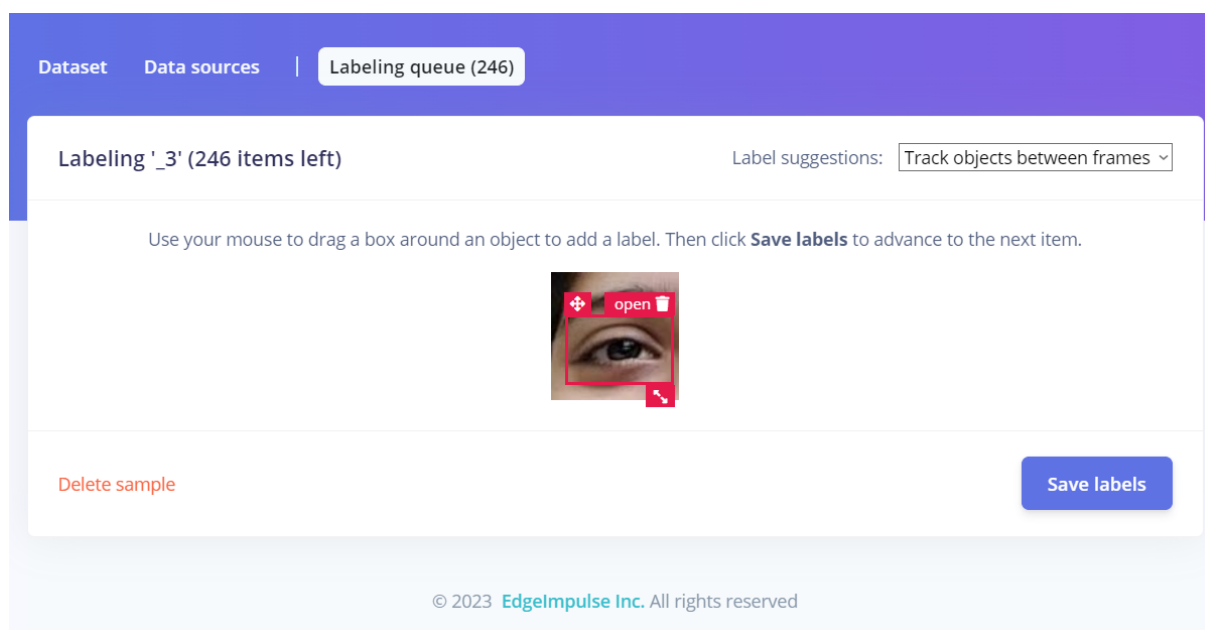 Dataset Data sources | Labeling queue (246)
Labeling '_3' (246 items left) Label suggestions: Track objects between frames
Use your mouse to drag a box around an object to add a label. Then click Save labels to advance to the next item.
open
Delete sample Save labels
© 2023 EdgeImpulse Inc. All rights reserved